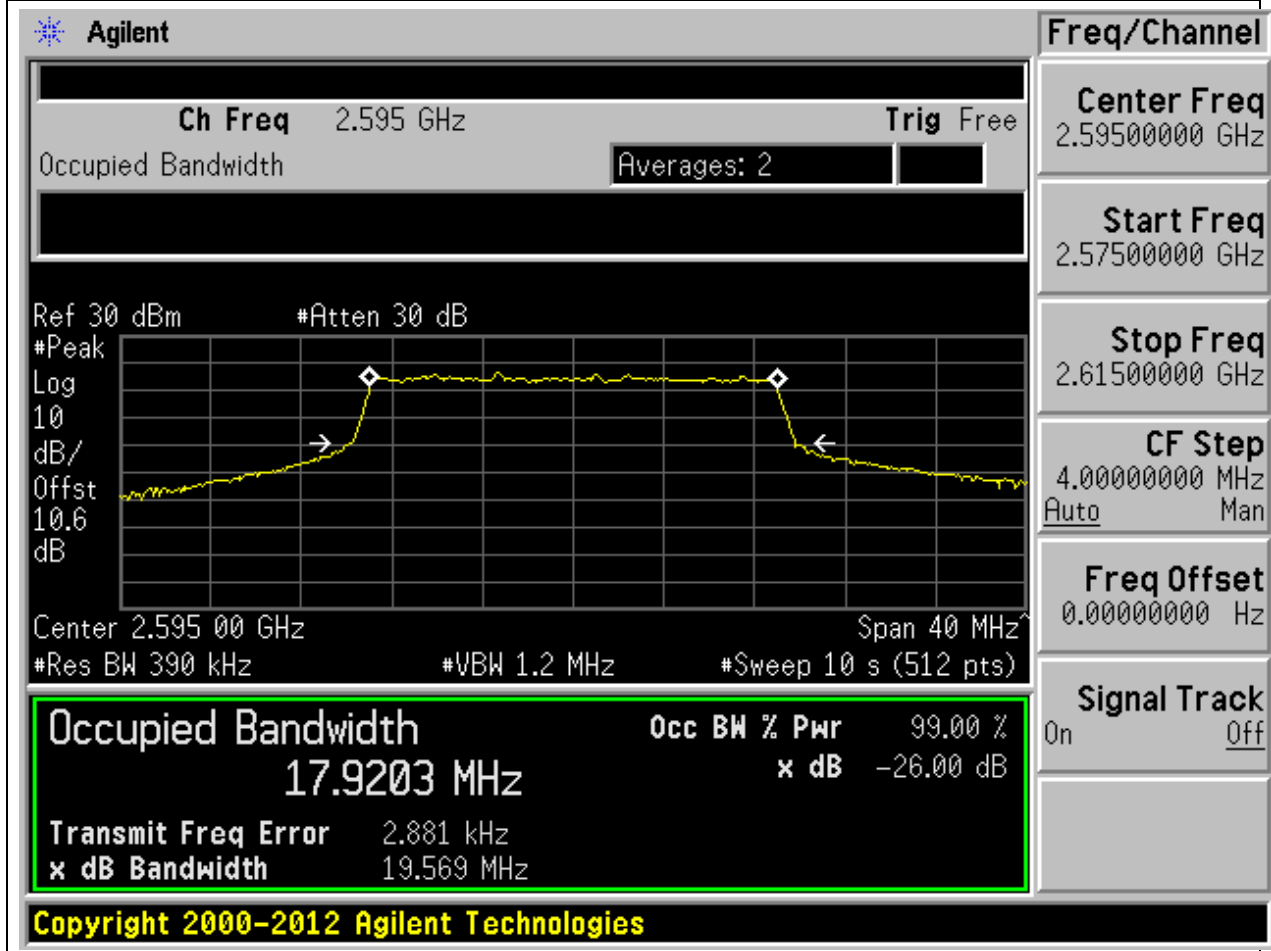 Agilent
Freq/Channel
Ch Freq 2.595 GHz Trig Free
Occupied Bandwidth Averages: 2
Ref 30 dBm #Atten 30 dB
#Peak
Log
10
dB/
Offst
10.6
dB
Center 2.595 00 GHz Span 40 MHz^
#Res BW 390 kHz #VBW 1.2 MHz #Sweep 10 s (512 pts)
Occupied Bandwidth
17.9203 MHz
Occ BW % Pwr 99.00 %
x dB -26.00 dB
Transmit Freq Error 2.881 kHz
x dB Bandwidth 19.569 MHz
Center Freq
2.59500000 GHz
Start Freq
2.57500000 GHz
Stop Freq
2.61500000 GHz
CF Step
4.00000000 MHz
Auto Man
Freq Offset
0.00000000 Hz
Signal Track
On Off
Copyright 2000-2012 Agilent Technologies